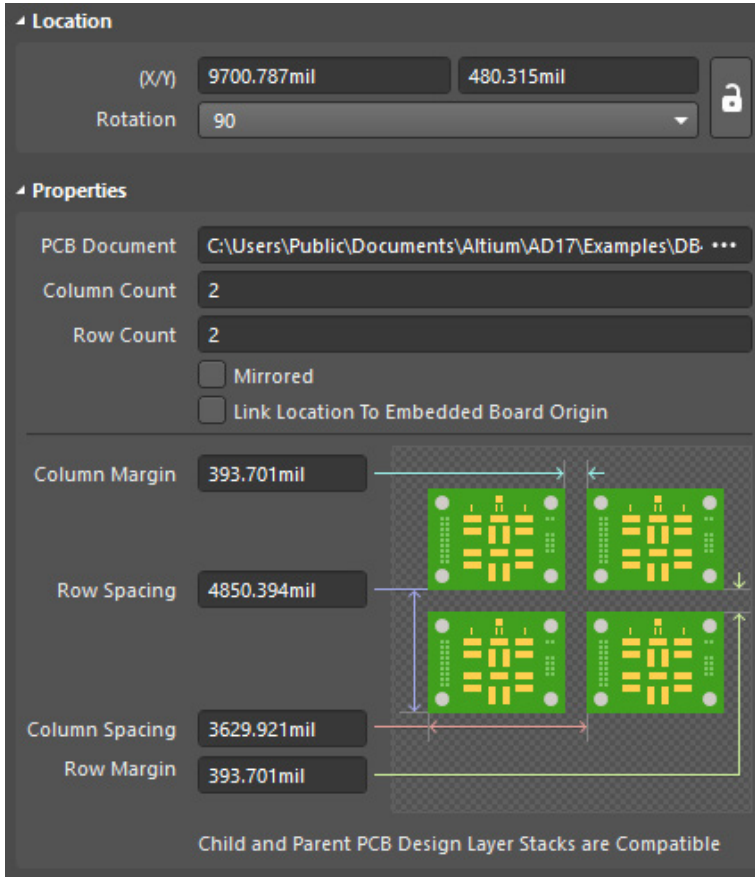 Location
(X/Y) 9700.787mil 480.315mil
Rotation 90
Properties
PCB Document C:\Users\Public\Documents\Altium\AD17\Examples\DB- •••
Column Count 2
Row Count 2
Mirrored
Link Location To Embedded Board Origin
Column Margin 393.701mil
Row Spacing 4850.394mil
Column Spacing 3629.921mil
Row Margin 393.701mil
Child and Parent PCB Design Layer Stacks are Compatible